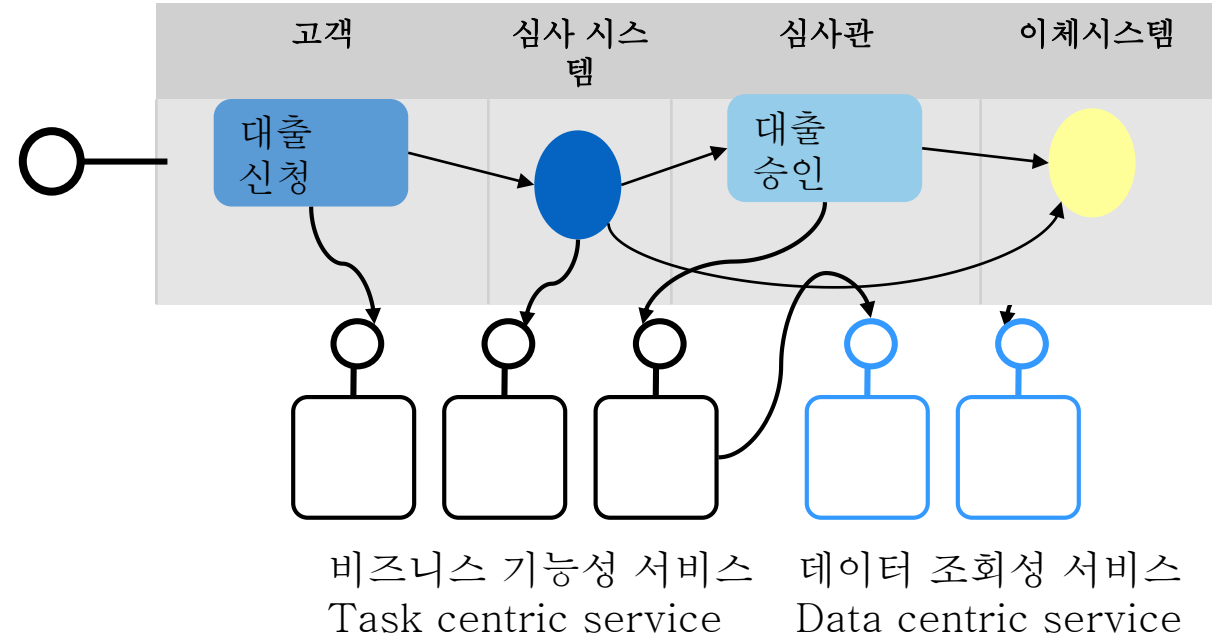 고객
심사 시스
템
심사관
이체시스템
대출
신청
대출
승인
비즈니스 기능성 서비스
Task centric service
데이터 조회성 서비스
Data centric service